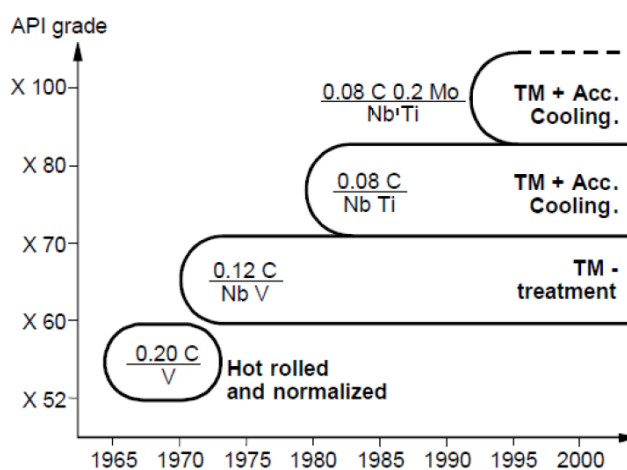 API grade
X 100
0.08 C 0.2 Mo
Nb'Ti
TM + Acc.
Cooling.
X 80
0.08 C
Nb Ti
TM + Acc.
Cooling.
X 70
0.12 C
Nb V
TM -
treatment
X 60
0.20 C
V
Hot rolled
and normalized
X 52
1965 1970 1975 1980 1985 1990 1995 2000